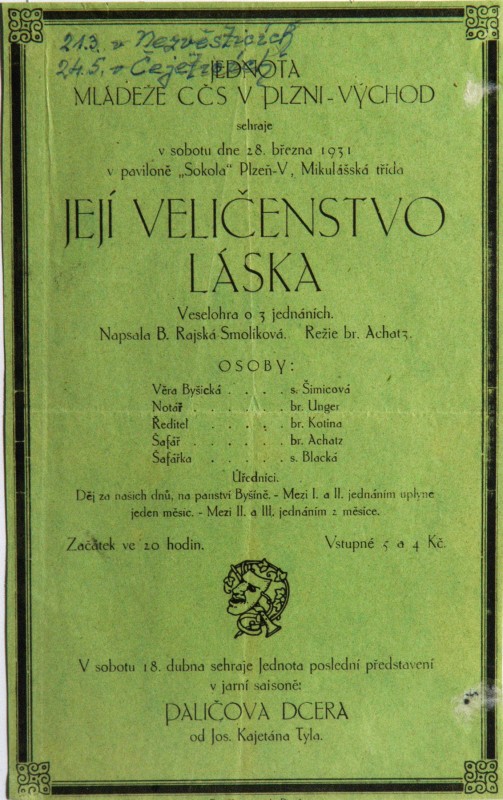 21.3. v Nezvěsticích
24.5. v
JEDNOTA
MLÁDEŽE CČS V PLZNI-VÝCHOD
sehraje
v sobotu dne 28. března 1931
v paviloně „Sokola" Plzeň-V, Mikulášská třída
JEJÍ VELIČENSTVO
LÁSKA
Veselohra o 3 jednáních.
Napsala B. Rajská-Smolíková. Režie br. Achatz.
OSOBY:
Věra Byšická . . . . s. Šimicová
Notář . . . . . . br. Unger
Ředitel . . . . . br. Kotina
Šafář . . . . . . br. Achatz
Šafářka . . . . . s. Blacká
Úředníci.
Děj za našich dnů, na panství Byšině. - Mezi I. a II. jednáním uplyne
jeden měsíc. - Mezi II. a III. jednáním 2 měsíce.
Začátek ve 20 hodin. Vstupné 5 a 4 Kč.
V sobotu 18. dubna sehraje Jednota poslední představení
v jarní saisoně:
PALIČOVA DCERA
od Jos. Kajetána Tyla.